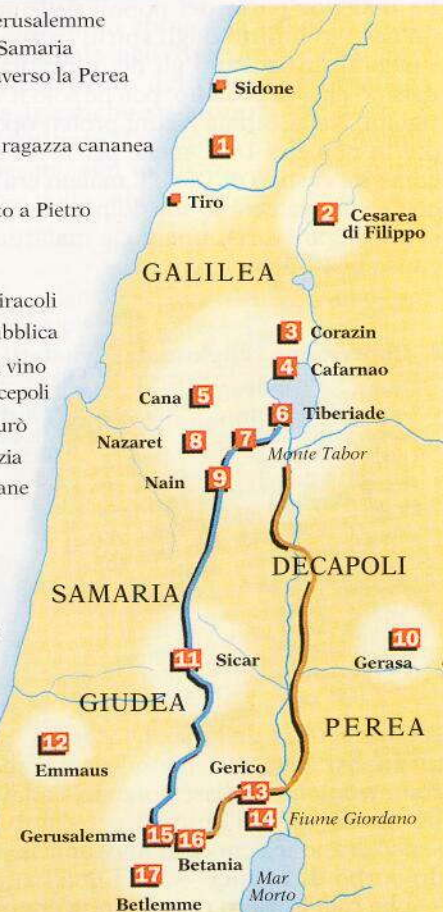 erusalemme
Samaria
averso la Perea
ragazza cananea
o a Pietro
iracoli
bblica
vino
cepoli
urò
zia
ane
Sidone
1
Tiro
2
Cesarea
di Filippo
GALILEA
3 Corazin
4 Cafarnao
Cana 5
6 Tiberiade
Nazaret 8
7
Monte Tabor
Nain 9
DECAPOLI
SAMARIA
10
Gerasa
11 Sicar
GIUDEA
PEREA
12
Emmaus
Gerico
13
14 Fiume Giordano
Gerusalemme 15
16
Betania
17
Betlemme
Mar
Morto